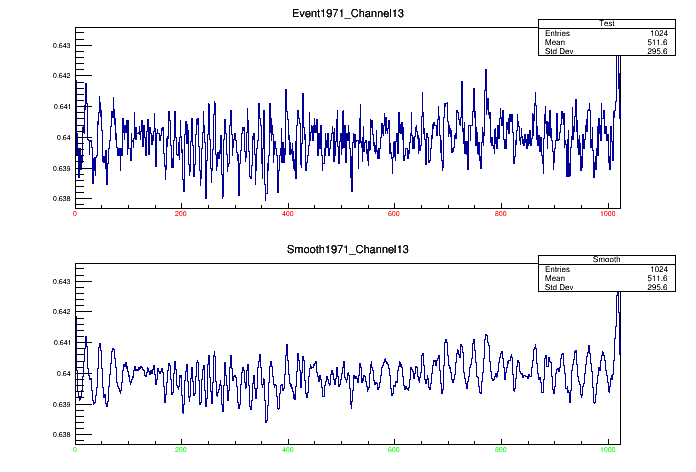 Event1971_Channel13
Test
Entries 1024
Mean 511.6
Std Dev 295.6
0.643
0.642
0.641
0.64
0.639
0.638
0 200 400 600 800 1000
Smooth1971_Channel13
Smooth
Entries 1024
Mean 511.6
Std Dev 295.6
0.643
0.642
0.641
0.64
0.639
0.638
0 200 400 600 800 1000